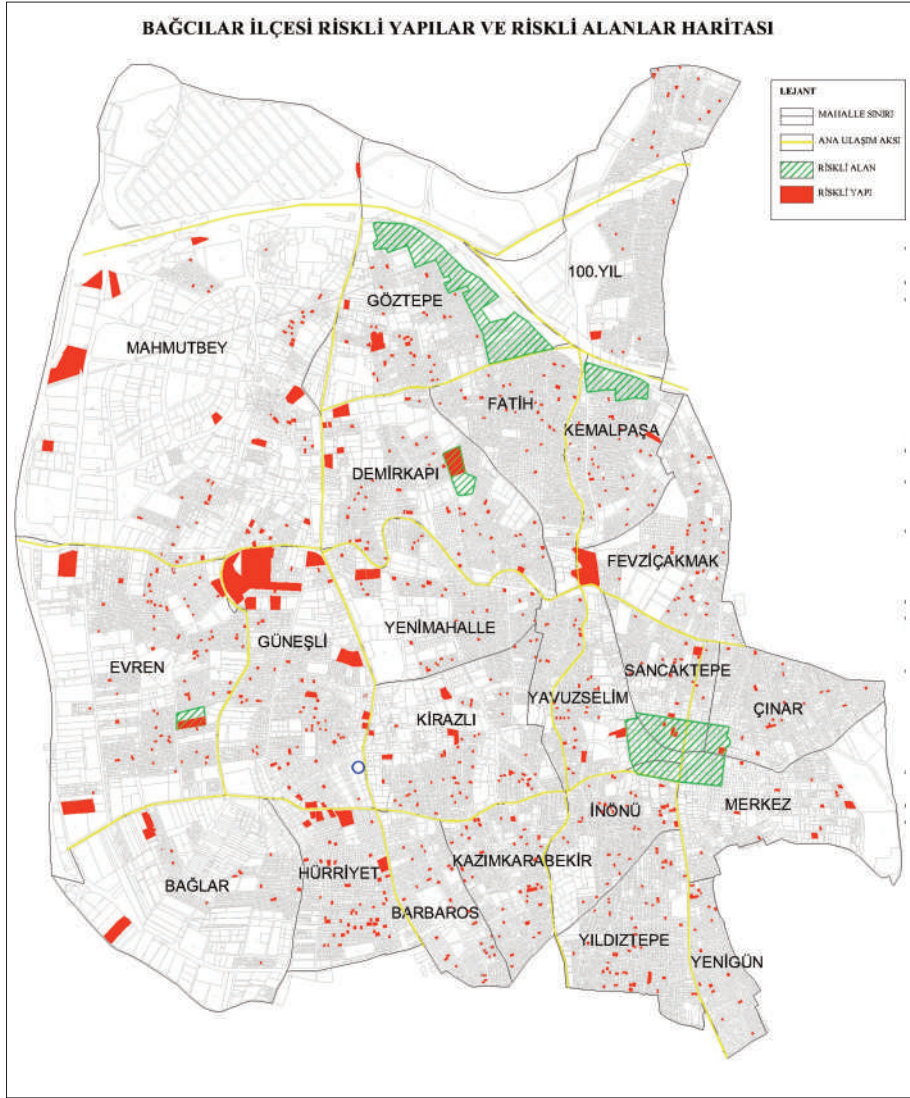 BAĞCILAR İLÇESİ RİSKLİ YAPILAR VE RİSKLİ ALANLAR HARİTASI
LEJANT
MAHALLE SINIRI
ANA ULAŞIM AKSI
RİSKLİ ALAN
RİSKLİ YAPI
100.YIL
GÖZTEPE
MAHMUTBEY
FATİH
KEMALPAŞA
DEMİRKAPI
FEVZİÇAKMAK
YENİMAHALLE
GÜNEŞLİ
EVREN
SANCAKTEPE
YAVUZSELİM
ÇINAR
KİRAZLI
MERKEZ
İNÖNÜ
KAZIMKARABEKİR
HÜRRİYET
BAĞLAR
BARBAROS
YILDIZTEPE
YENİGÜN